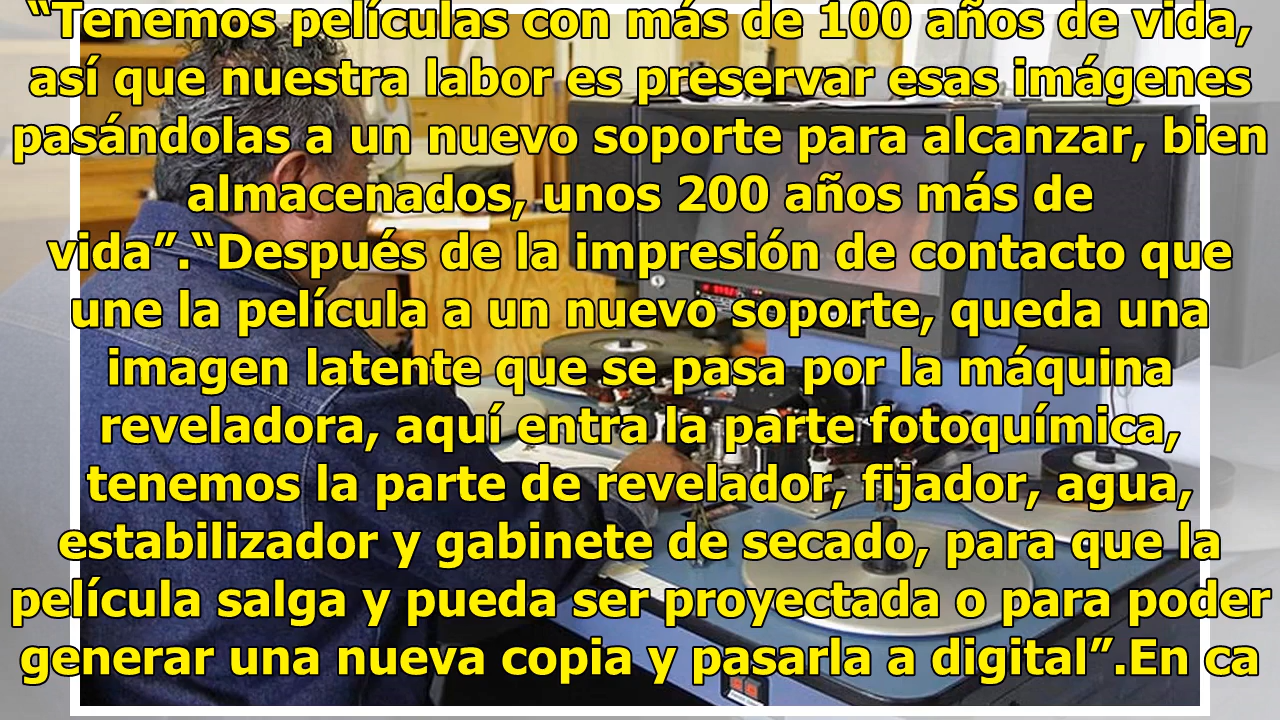 “Tenemos películas con más de 100 años de vida,
así que nuestra labor es preservar esas imágenes
pasándolas a un nuevo soporte para alcanzar, bien
almacenados, unos 200 años más de
vida”.“Después de la impresión de contacto que
une la película a un nuevo soporte, queda una
imagen latente que se pasa por la máquina
reveladora, aquí entra la parte fotoquímica,
tenemos la parte de revelador, fijador, agua,
estabilizador y gabinete de secado, para que la
película salga y pueda ser proyectada o para poder
generar una nueva copia y pasarla a digital”.En ca